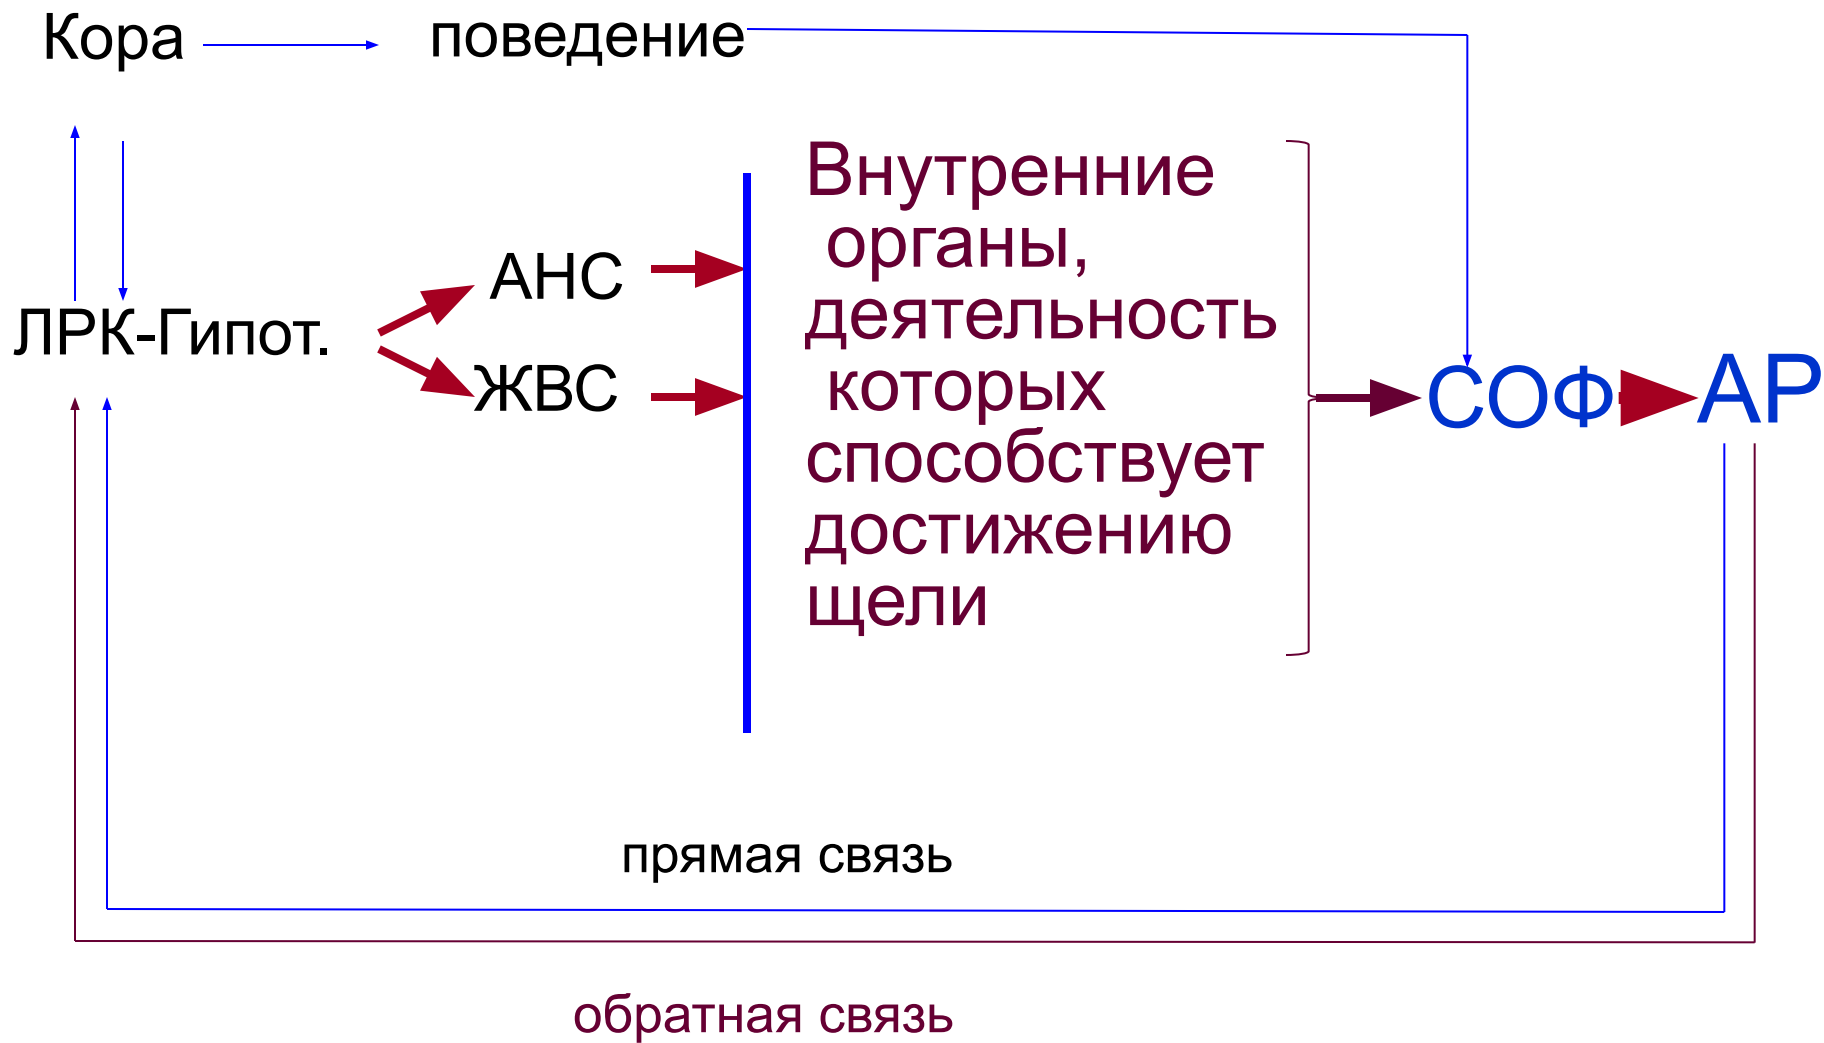 Кора
поведение
Внутренние
органы,
деятельность
которых
способствует
достижению
щели
АНС
ЖВС
ЛРК-Гипот.
СОФ
АР
прямая связь
обратная связь